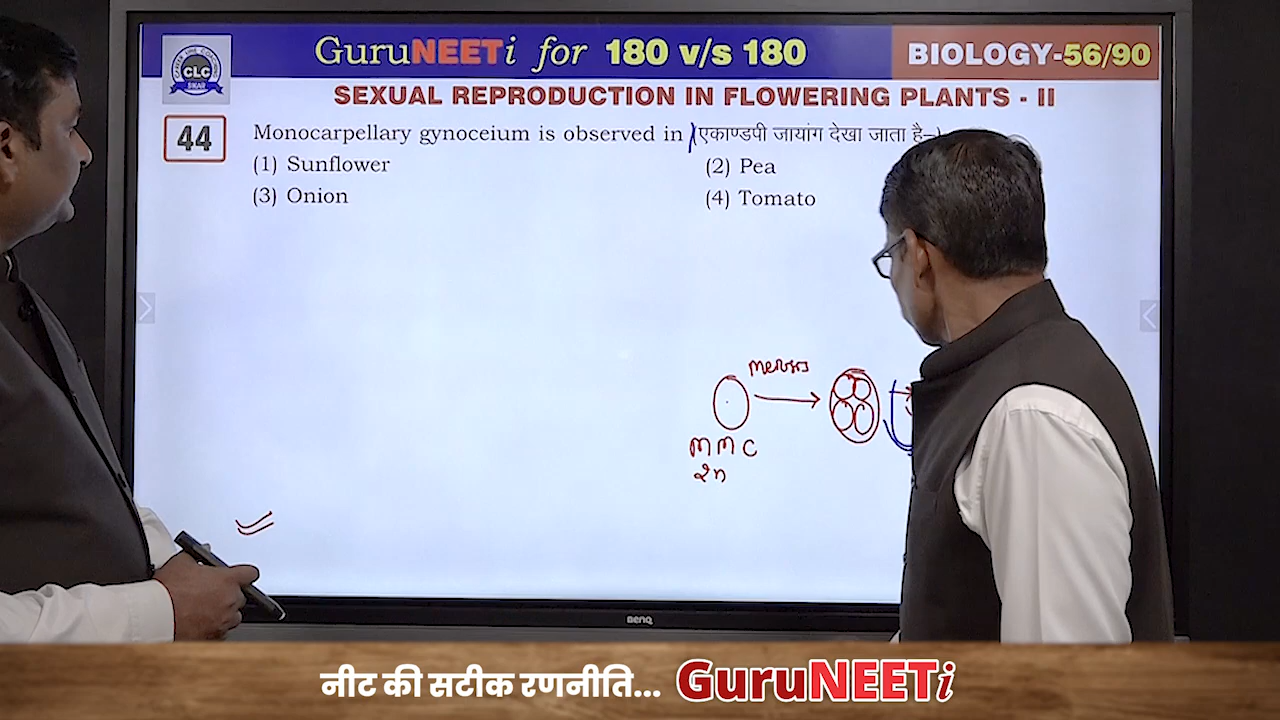 GuruNEETi for 180 v/s 180
BIOLOGY-56/90
CLC
SIKAR
SEXUAL REPRODUCTION IN FLOWERING PLANTS - II
44
Monocarpellary gynoceium is observed in (एकाण्डपी जायांग देखा जाता है-)
(1) Sunflower
(2) Pea
(3) Onion
(4) Tomato
MMC
2n
BenQ
नीट की सटीक रणनीति... GuruNEETi